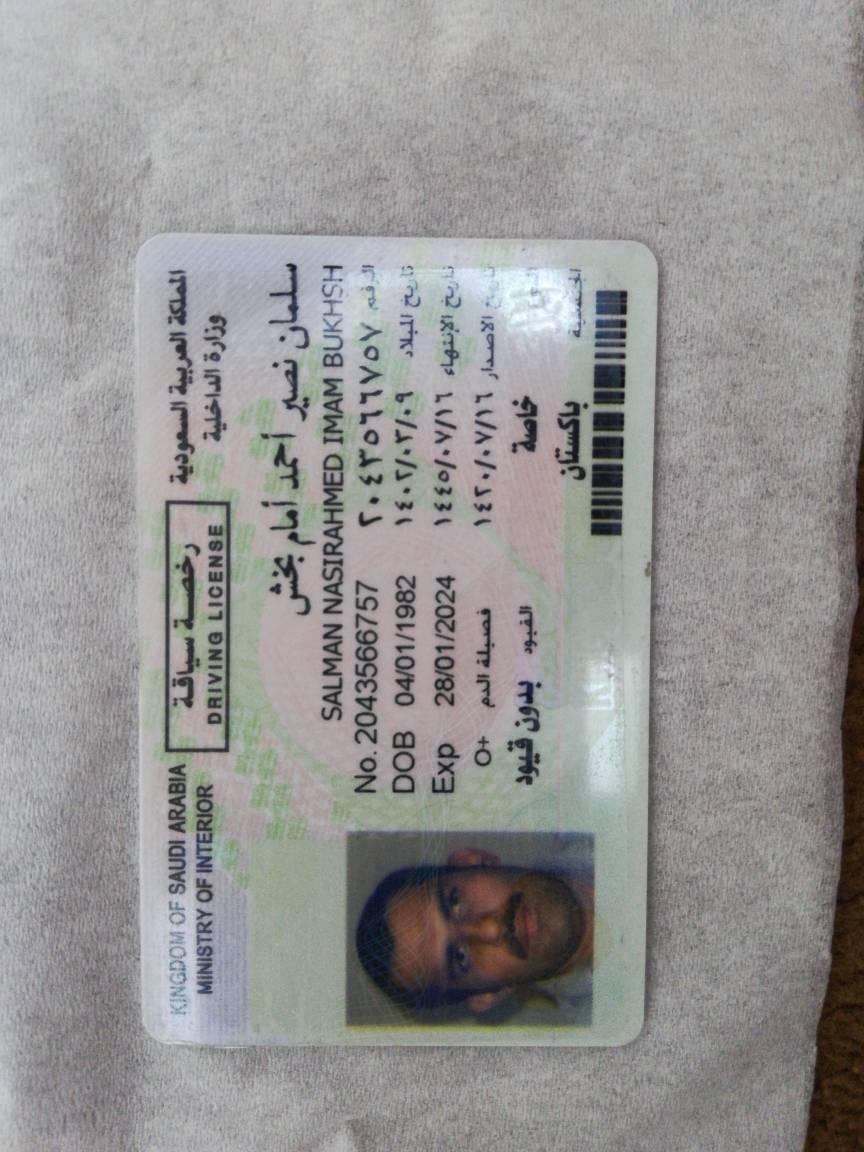 KINGDOM OF SAUDI ARABIA
MINISTRY OF INTERIOR
رخصة سياقة
DRIVING LICENSE
المملكة العربية السعودية
وزارة الداخلية
سلمان نصير أحمد أمام بخش
SALMAN NASIRAHMED IMAM BUKHSH
No. 2043566757 ٢٠٤٣٥٦٦٧٥٧ الرقم
DOB 04/01/1982 ١٤٠٢/٠٣/٠٩ تاريخ الميلاد
Exp 28/01/2024 ١٤٤٥/٠٧/١٦ تاريخ الإنتهاء
O+ فصيلة الدم ١٤٢٠/٠٧/١٦ تاريخ الاصدار
بدون قيود القيود خاصة
باكستان الجنسية